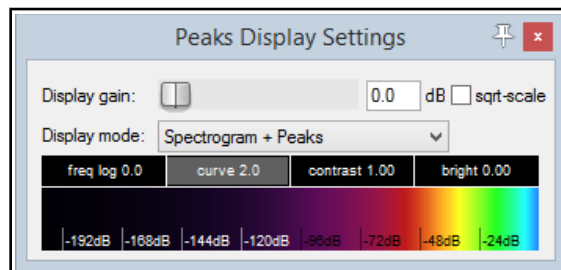 Peaks Display Settings
x
Display gain: 0.0 dB sqrt-scale
Display mode: Spectrogram + Peaks
freq log 0.0 curve 2.0 contrast 1.00 bright 0.00
-192dB -168dB -144dB -120dB -96dB -72dB -48dB -24dB